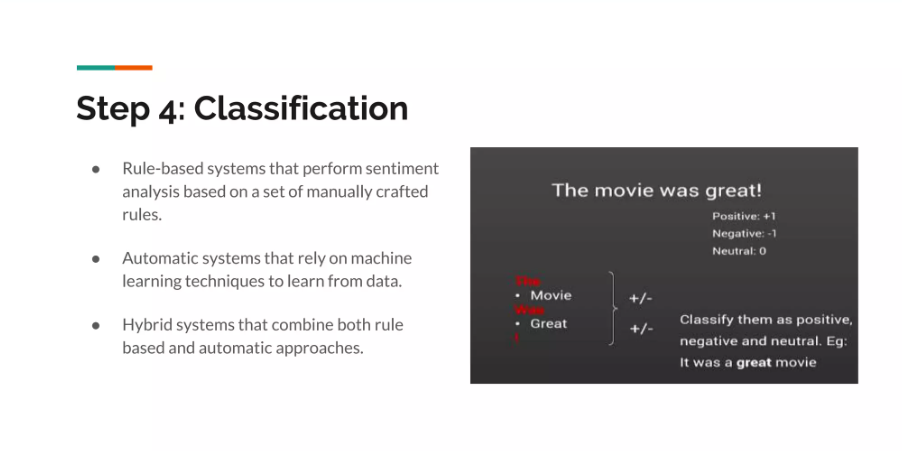 Step 4: Classification
● Rule-based systems that perform sentiment
analysis based on a set of manually crafted
rules.
● Automatic systems that rely on machine
learning techniques to learn from data.
● Hybrid systems that combine both rule
based and automatic approaches.
The movie was great!
Positive: +1
Negative: -1
Neutral: 0
The
• Movie
Was
• Great
!
+/-
+/-
Classify them as positive,
negative and neutral. Eg:
It was a great movie